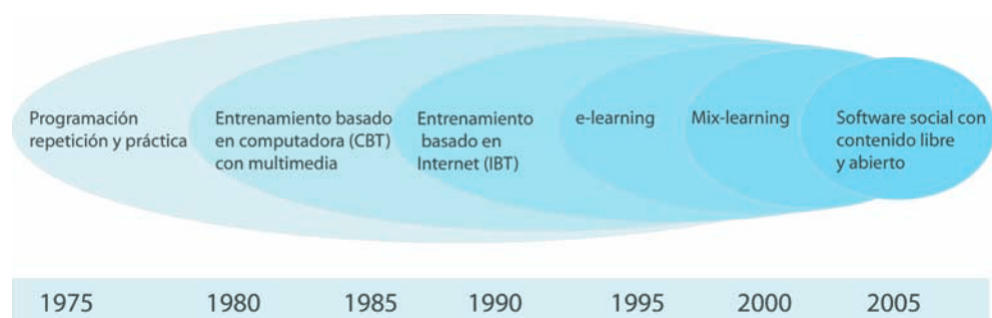 Programación
repetición y práctica
Entrenamiento basado
en computadora (CBT)
con multimedia
Entrenamiento
basado en
Internet (IBT)
e-learning
Mix-learning
Software social con
contenido libre
y abierto
1975 1980 1985 1990 1995 2000 2005